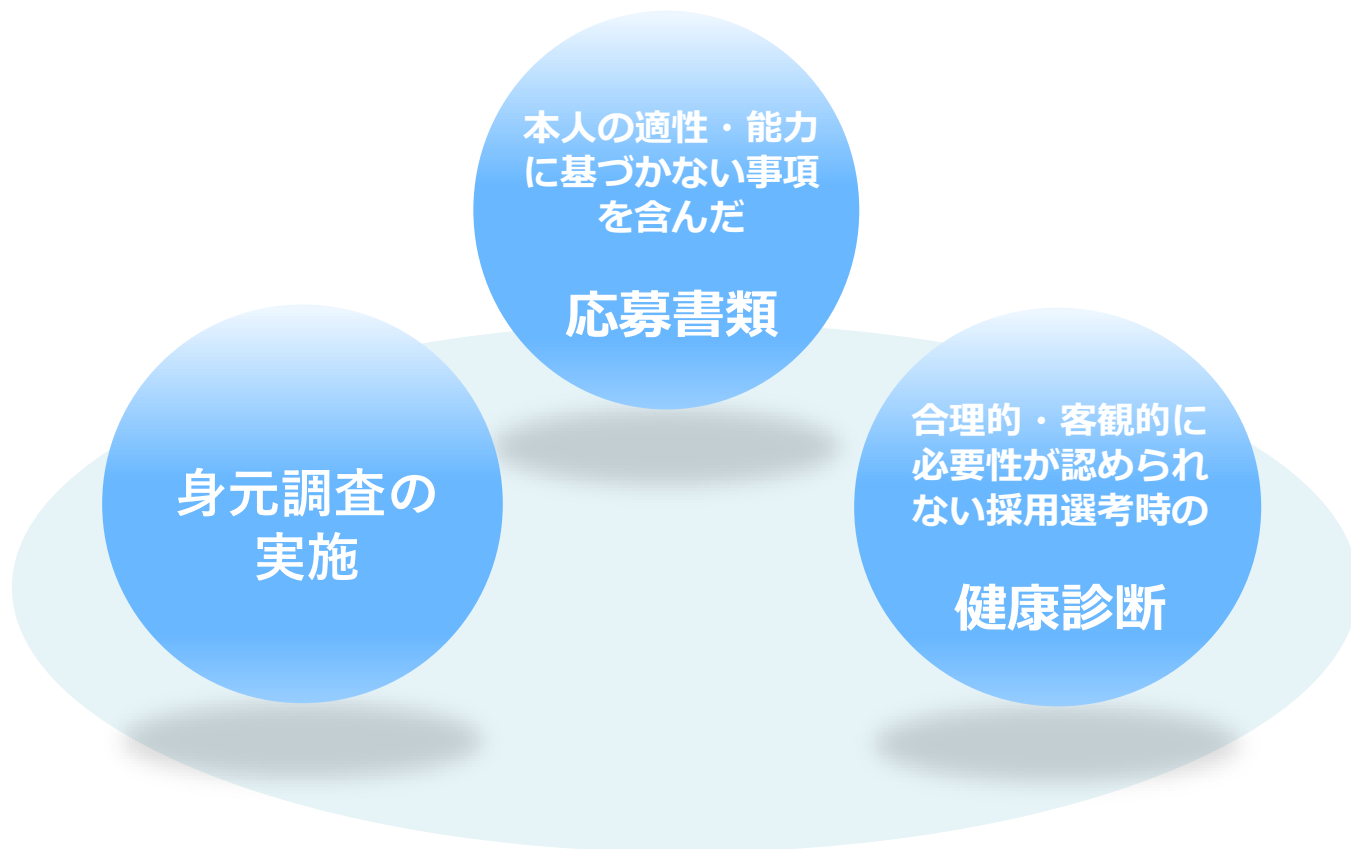 本人の適性・能力
に基づかない事項
を含んだ
応募書類
身元調査の
実施
合理的・客観的に
必要性が認められ
ない採用選考時の
健康診断